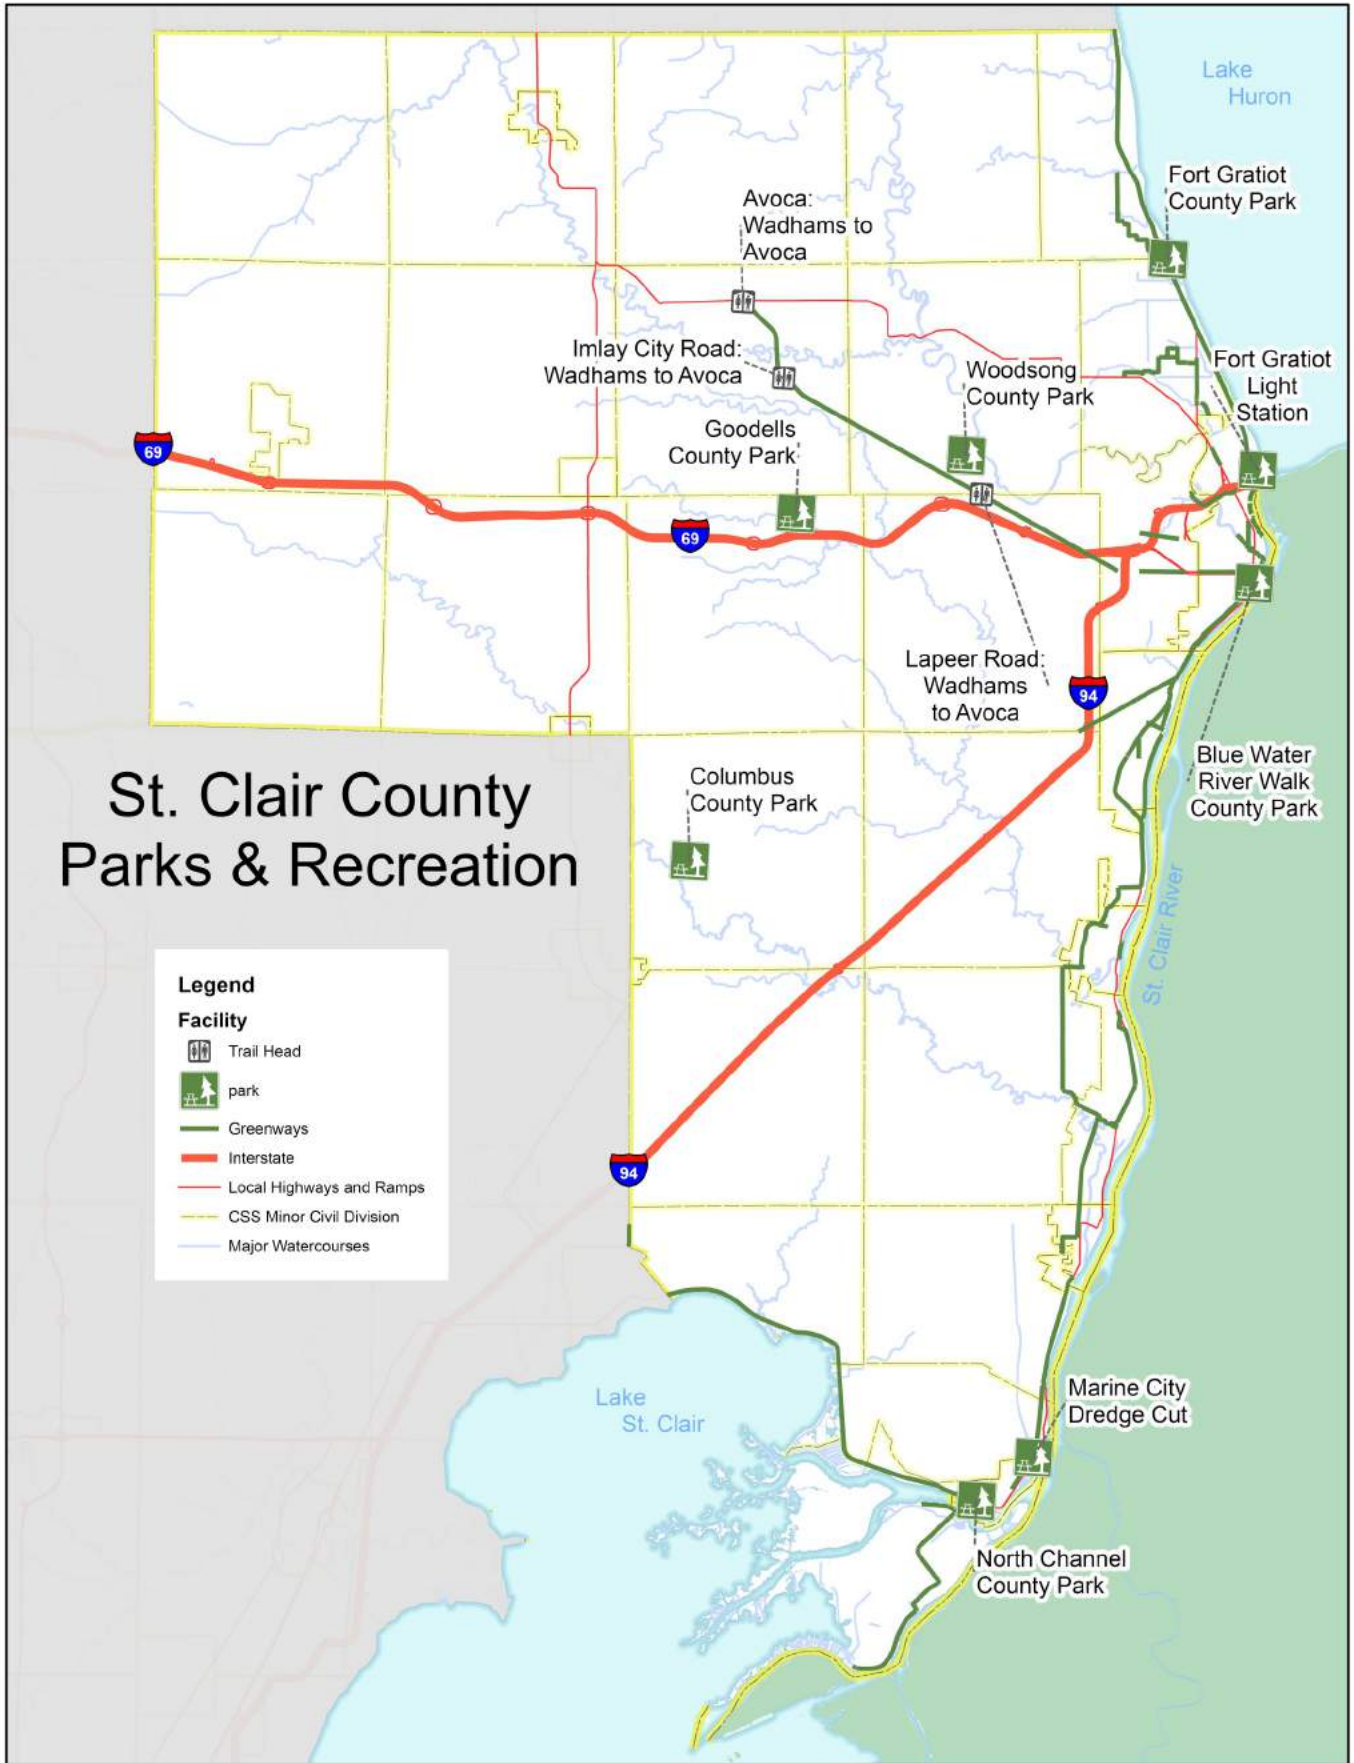 Lake
Huron
Fort Gratiot
County Park
Avoca:
Wadhams to
Avoca
Imlay City Road:
Wadhams to Avoca
Woodsong
County Park
Fort Gratiot
Light
Station
Goodells
County Park
69
69
Lapeer Road:
Wadhams
to Avoca
94
Blue Water
River Walk
County Park
Columbus
County Park
St. Clair County
Parks & Recreation
St. Clair River
Legend
Facility
Trail Head
park
Greenways
Interstate
Local Highways and Ramps
CSS Minor Civil Division
Major Watercourses
94
Lake
St. Clair
Marine City
Dredge Cut
North Channel
County Park